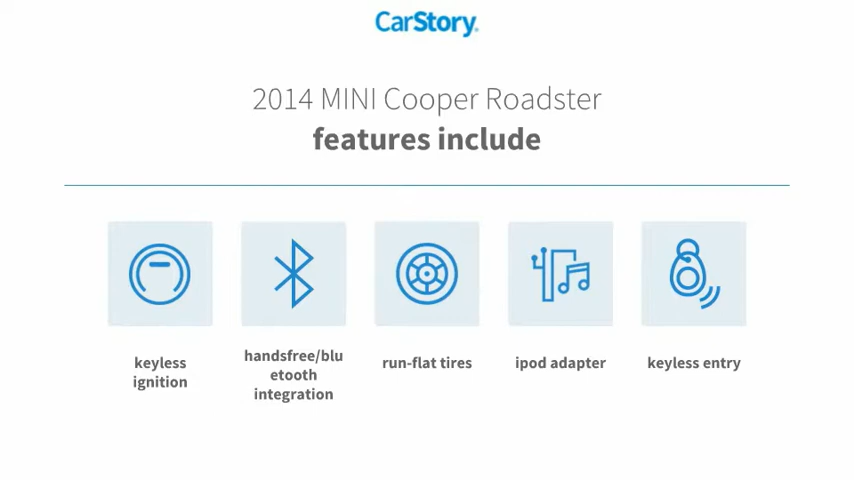 CarStory.
2014 MINI Cooper Roadster
features include
keyless
ignition
handsfree/blu
etooth
integration
run-flat tires
ipod adapter
keyless entry